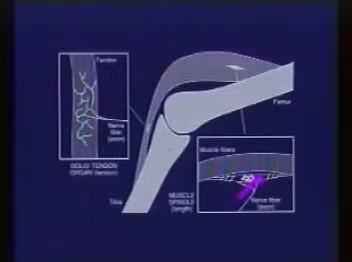 Tendon
Nerve
fiber
(axon)
GOLGI TENDON
ORGAN (tension)
Femur
Muscle fibers
Tibia
MUSCLE
SPINDLE
(length)
Nerve fiber
(axon)